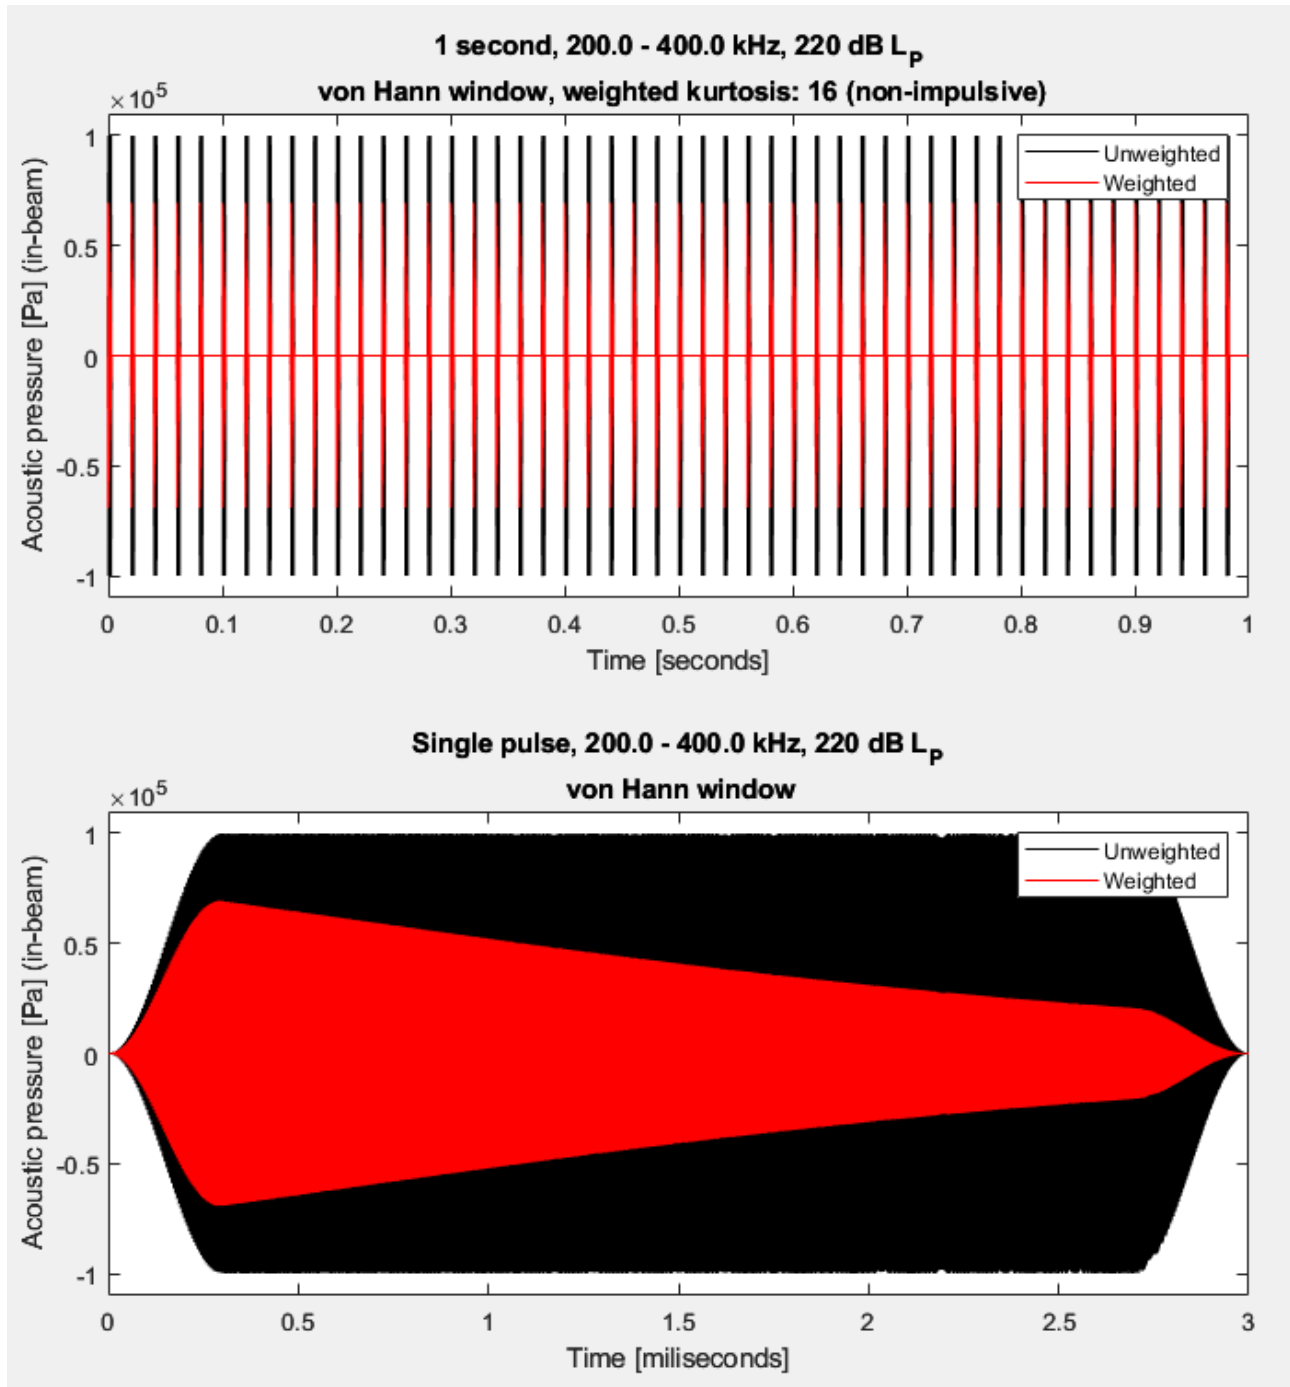 1 second, 200.0 - 400.0 kHz, 220 dB L_P
von Hann window, weighted kurtosis: 16 (non-impulsive)
×10^5
Acoustic pressure [Pa] (in-beam)
1
0.5
0
-0.5
-1
Unweighted
Weighted
0 0.1 0.2 0.3 0.4 0.5 0.6 0.7 0.8 0.9 1
Time [seconds]
Single pulse, 200.0 - 400.0 kHz, 220 dB L_P
von Hann window
×10^5
Acoustic pressure [Pa] (in-beam)
1
0.5
0
-0.5
-1
Unweighted
Weighted
0 0.5 1 1.5 2 2.5 3
Time [miliseconds]